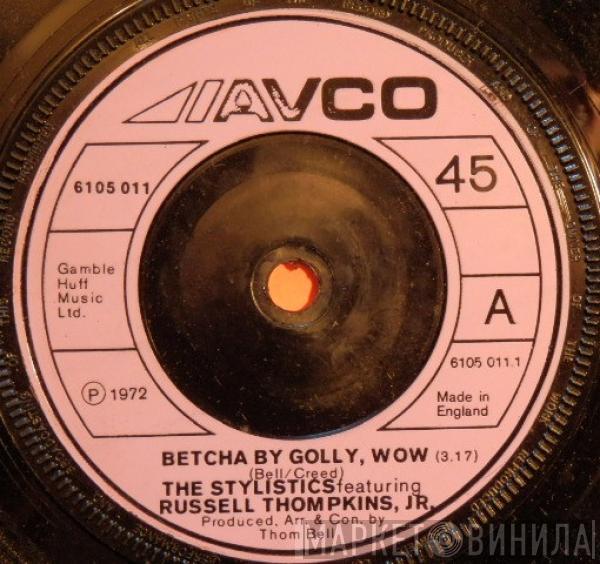 AVCO
6105 011
45
Gamble
Huff
Music
Ltd.
A
6105 011.1
℗ 1972
Made in
England
BETCHA BY GOLLY, WOW (3.17)
(Bell/Creed)
THE STYLISTICS featuring
RUSSELL THOMPKINS, JR.
Produced, Arr. & Con. by
Thom Bell
МАРКЕТ ВИНИЛА